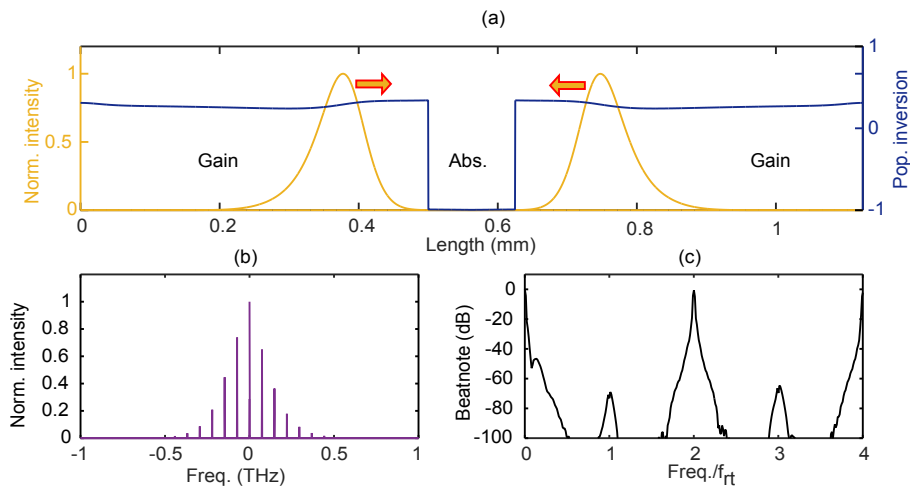 (a)
Norm. intensity
1
0.5
0
Gain
Abs.
Gain
1
0
-1
Pop. inversion
0
0.2
0.4
0.6
0.8
1
Length (mm)
(b)
Norm. intensity
1
0.8
0.6
0.4
0.2
0
-1
-0.5
0
0.5
1
Freq. (THz)
(c)
Beatnote (dB)
0
-20
-40
-60
-80
-100
0
1
2
3
4
Freq./frt